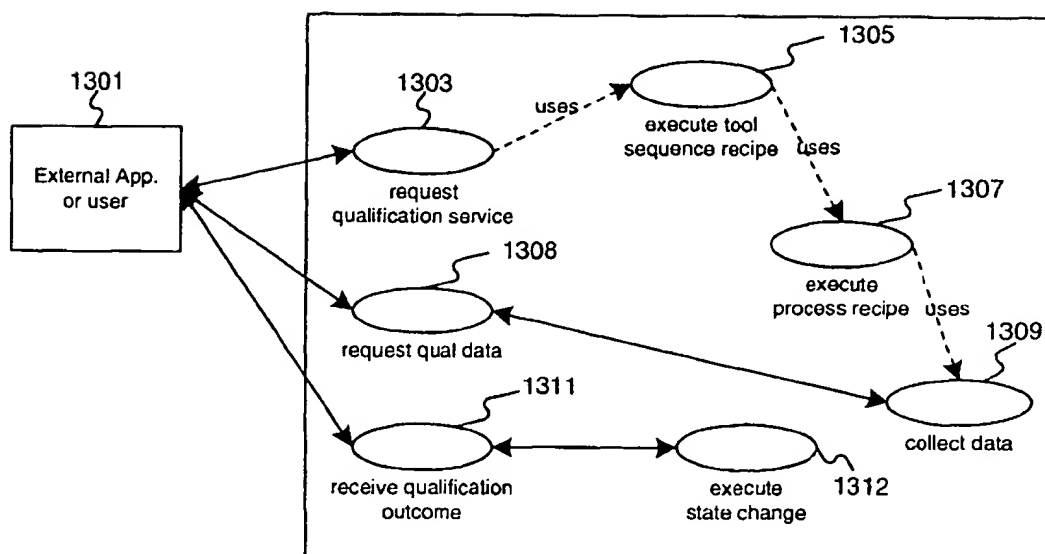 1305
1301
1303
uses
execute tool
sequence recipe
uses
External App.
or user
request
qualification service
1307
1308
execute
process recipe
uses
request qual data
1309
1311
collect data
receive qualification
outcome
execute
state change
1312